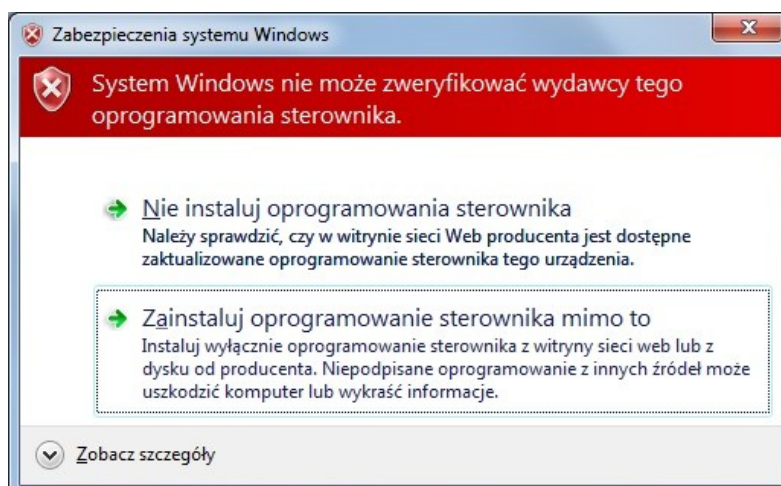 Zabezpieczenia systemu Windows
System Windows nie może zweryfikować wydawcy tego
oprogramowania sterownika.
Nie instaluj oprogramowania sterownika
Należy sprawdzić, czy w witrynie sieci Web producenta jest dostępne
zaktualizowane oprogramowanie sterownika tego urządzenia.
Zainstaluj oprogramowanie sterownika mimo to
Instaluj wyłącznie oprogramowanie sterownika z witryny sieci web lub z
dysku od producenta. Niepodpisane oprogramowanie z innych źródeł może
uszkodzić komputer lub wykraść informacje.
Zobacz szczegóły